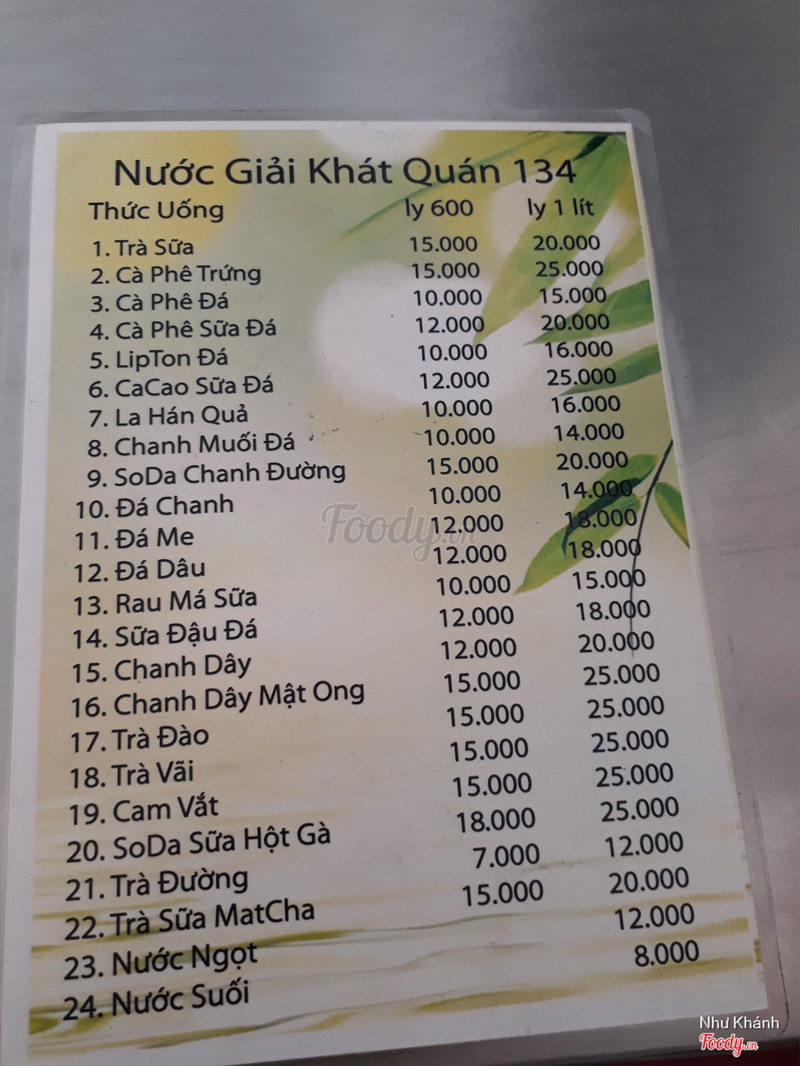 Nước Giải Khát Quán 134
Thức Uống ly 600 ly 1 lít
1. Trà Sữa 15.000 20.000
2. Cà Phê Trứng 15.000 25.000
3. Cà Phê Đá 10.000 15.000
4. Cà Phê Sữa Đá 12.000 20.000
5. LipTon Đá 10.000 16.000
6. CaCao Sữa Đá 12.000 25.000
7. La Hán Quả 10.000 16.000
8. Chanh Muối Đá 10.000 14.000
9. SoDa Chanh Đường 15.000 20.000
10. Đá Chanh 10.000 14.000
11. Đá Me 12.000 18.000
12. Đá Dâu 12.000 18.000
13. Rau Má Sữa 10.000 15.000
14. Sữa Đậu Đá 12.000 18.000
15. Chanh Dây 12.000 20.000
16. Chanh Dây Mật Ong 15.000 25.000
17. Trà Đào 15.000 25.000
18. Trà Vãi 15.000 25.000
19. Cam Vắt 15.000 25.000
20. SoDa Sữa Hột Gà 18.000 25.000
21. Trà Đường 7.000 12.000
22. Trà Sữa MatCha 15.000 20.000
23. Nước Ngọt 12.000
24. Nước Suối 8.000
Foody.vn
Như Khánh
Foody.vn